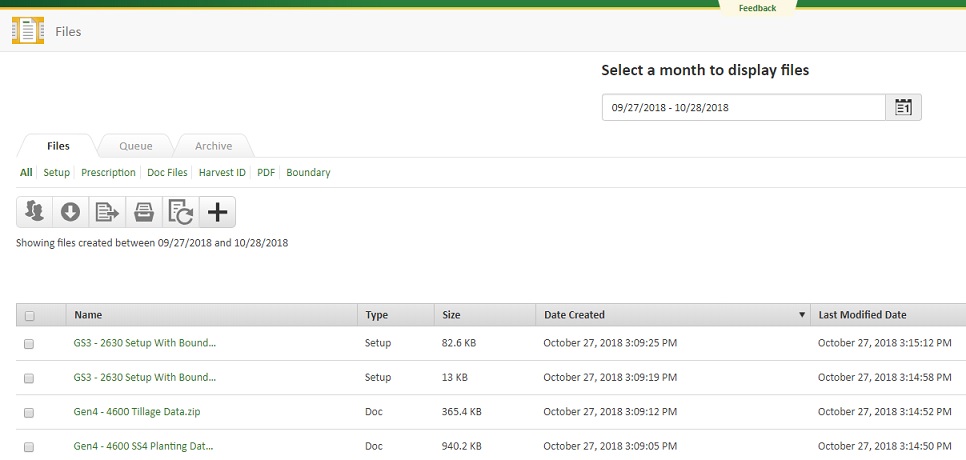 Feedback
Files
Select a month to display files
09/27/2018 - 10/28/2018
Files Queue Archive
All Setup Prescription Doc Files Harvest ID PDF Boundary
Showing files created between 09/27/2018 and 10/28/2018
Name Type Size Date Created Last Modified Date
GS3 - 2630 Setup With Bound... Setup 82.6 KB October 27, 2018 3:09:25 PM October 27, 2018 3:15:12 PM
GS3 - 2630 Setup With Bound... Setup 13 KB October 27, 2018 3:09:19 PM October 27, 2018 3:14:58 PM
Gen4 - 4600 Tillage Data.zip Doc 365.4 KB October 27, 2018 3:09:12 PM October 27, 2018 3:14:52 PM
Gen4 - 4600 SS4 Planting Dat... Doc 940.2 KB October 27, 2018 3:09:05 PM October 27, 2018 3:14:50 PM